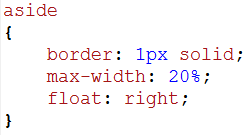 aside
{
    border: 1px solid;
    max-width: 20%;
    float: right;
}